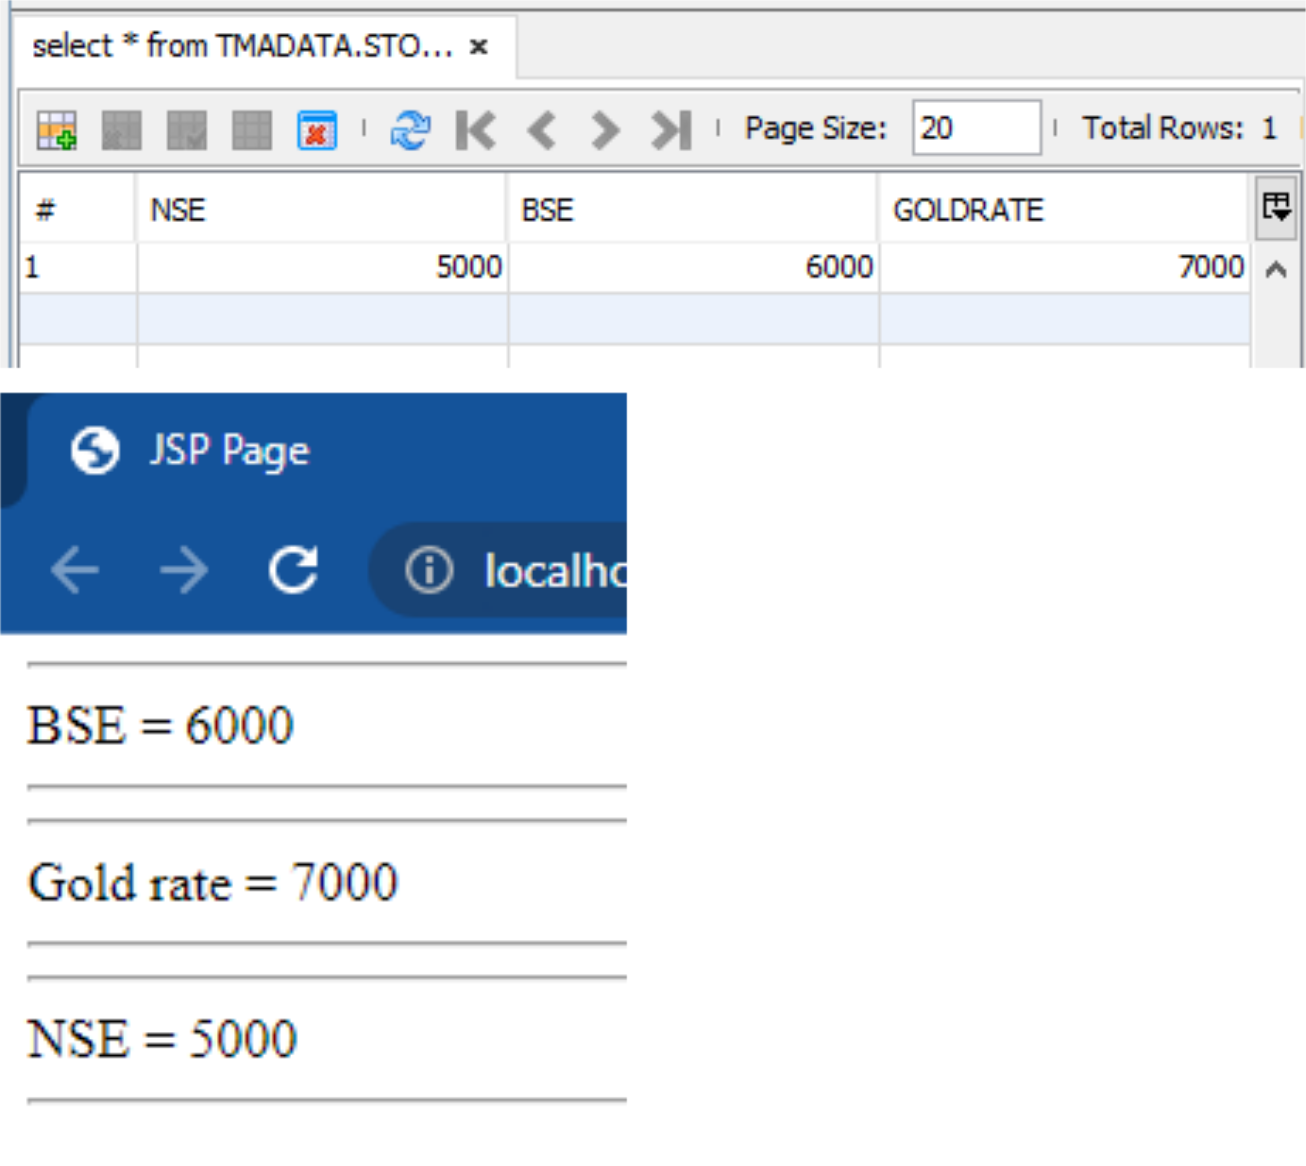 select * from TMADATA.STO... ×
Page Size: 20 Total Rows: 1
# NSE BSE GOLDRATE
1 5000 6000 7000
JSP Page
localho
BSE = 6000
Gold rate = 7000
NSE = 5000